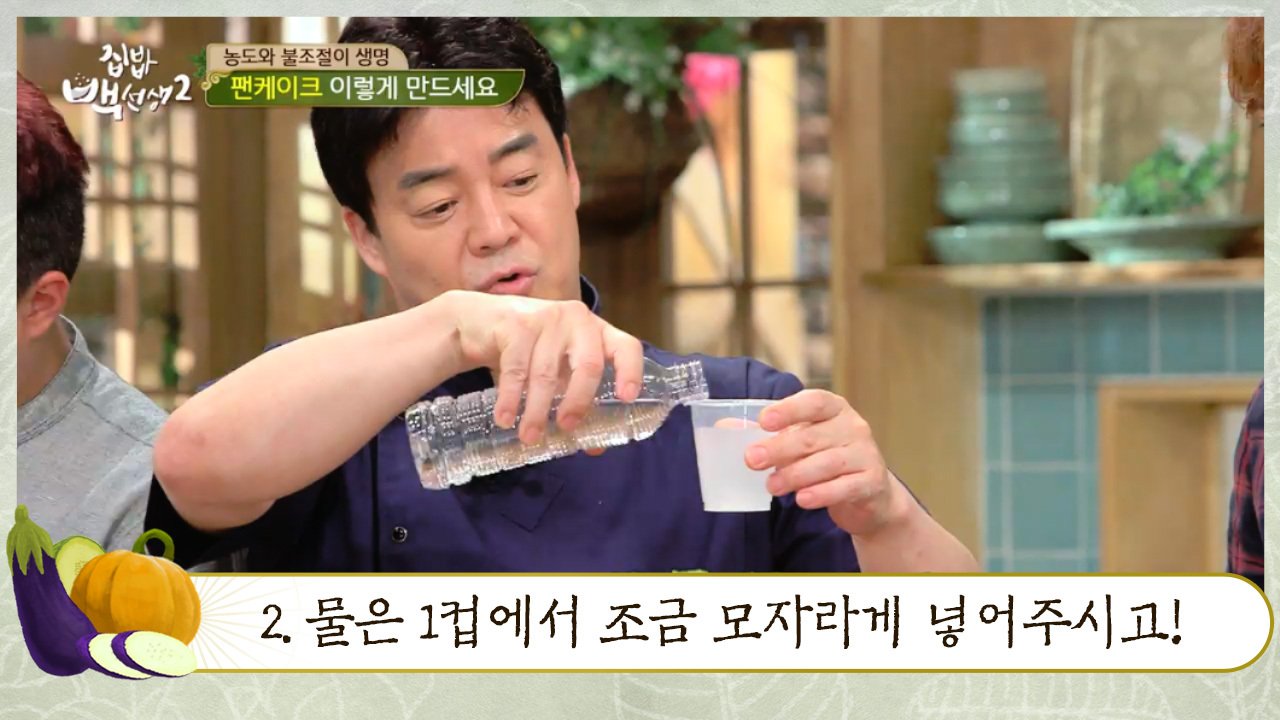 집밥
백선생2
농도와 불조절이 생명
팬케이크 이렇게 만드세요
2. 물은 1컵에서 조금 모자라게 넣어주시고!